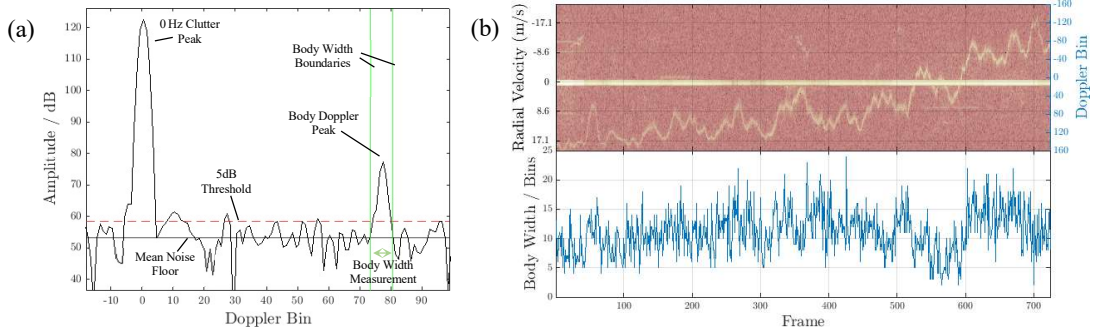 (a)
0 Hz Clutter
Peak
Body Width
Boundaries
Body Doppler
Peak
5dB
Threshold
Mean Noise
Floor
Body Width
Measurement
Amplitude / dB
120
110
100
90
80
70
60
50
40
-10 0 10 20 30 40 50 60 70 80 90
Doppler Bin
(b)
Radial Velocity (m/s)
-17.1
-8.6
0
8.6
17.1
-160
-120
-80
-40
0
40
80
120
160
Doppler Bin
Body Width / Bins
25
20
15
10
5
0
100 200 300 400 500 600 700
Frame